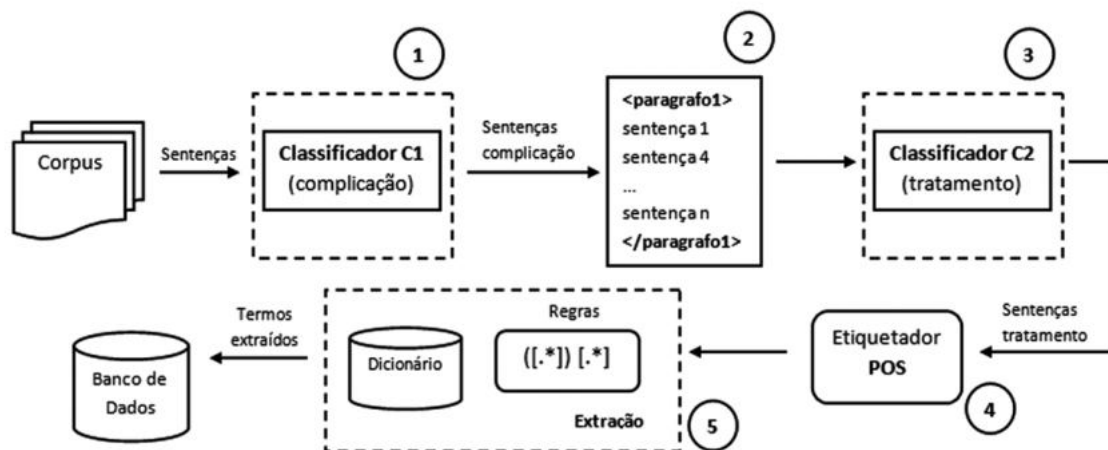 1
2
3
Corpus
Sentenças
Classificador C1
(complicação)
Sentenças
complicação
<paragrafo1>
sentença 1
sentença 4
...
sentença n
</paragrafo1>
Classificador C2
(tratamento)
Sentenças
tratamento
Etiquetador
POS
4
Regras
([.*]) [.*]
Dicionário
Extração
5
Termos
extraídos
Banco de
Dados